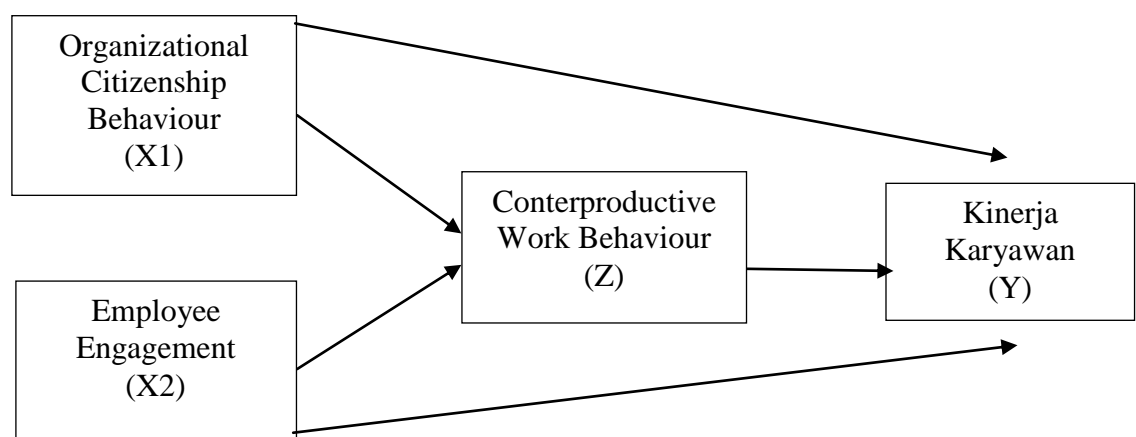 Organizational
Citizenship
Behaviour
(X1)
Employee
Engagement
(X2)
Conterproductive
Work Behaviour
(Z)
Kinerja
Karyawan
(Y)